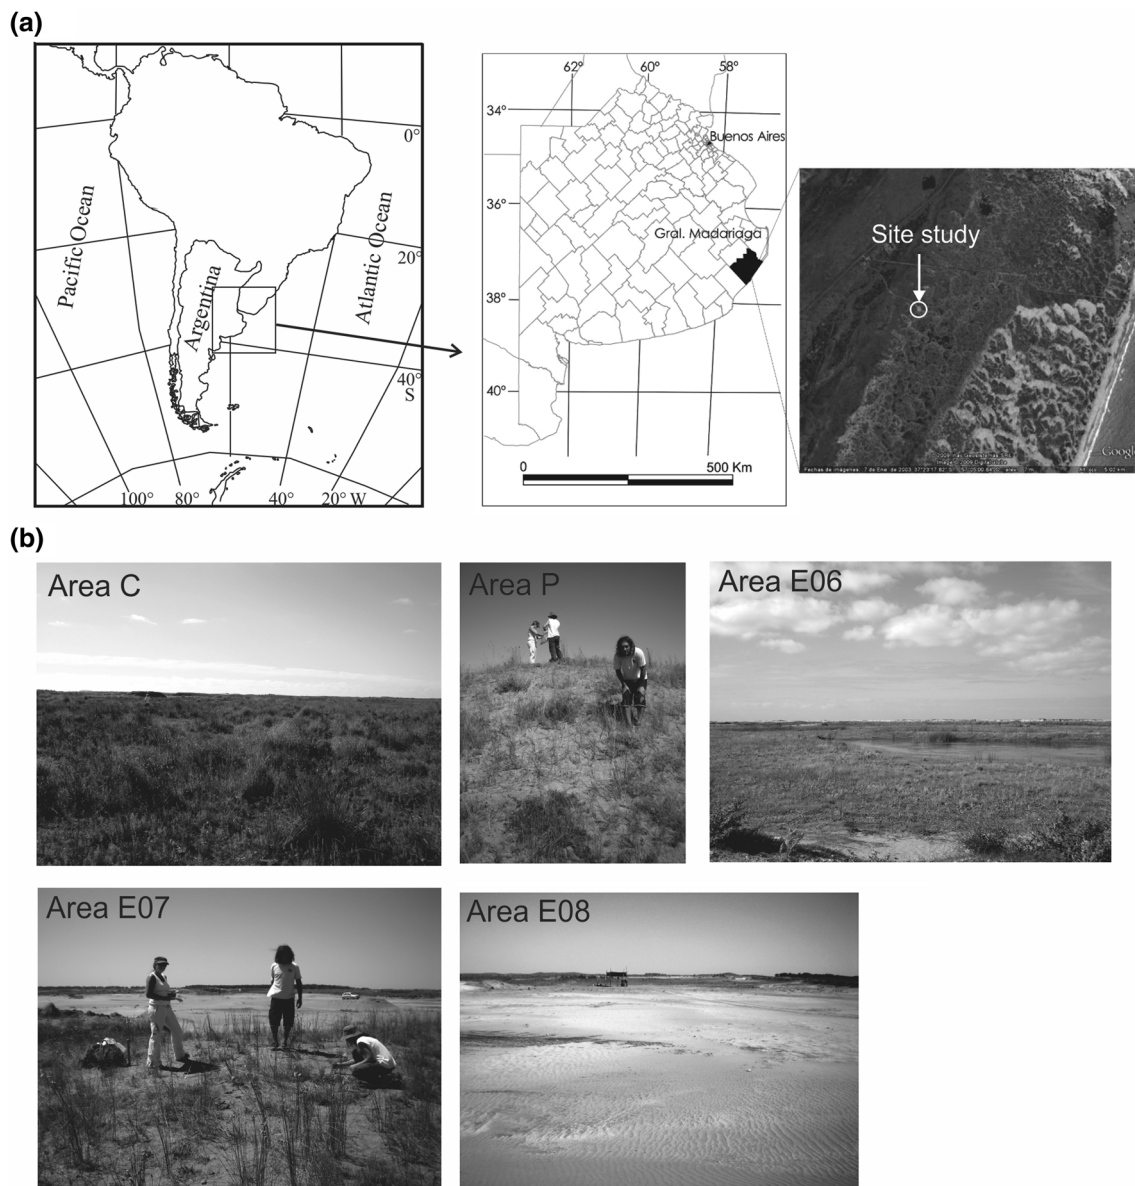 (a)
Pacific Ocean
Argentina
Atlantic Ocean
0°
20°
40°
S
100°
80°
40°
20° W
62°
60°
58°
34°
36°
38°
40°
Buenos Aires
Gral. Madariaga
0
500 Km
Site study
Google
(b)
Area C
Area P
Area E06
Area E07
Area E08